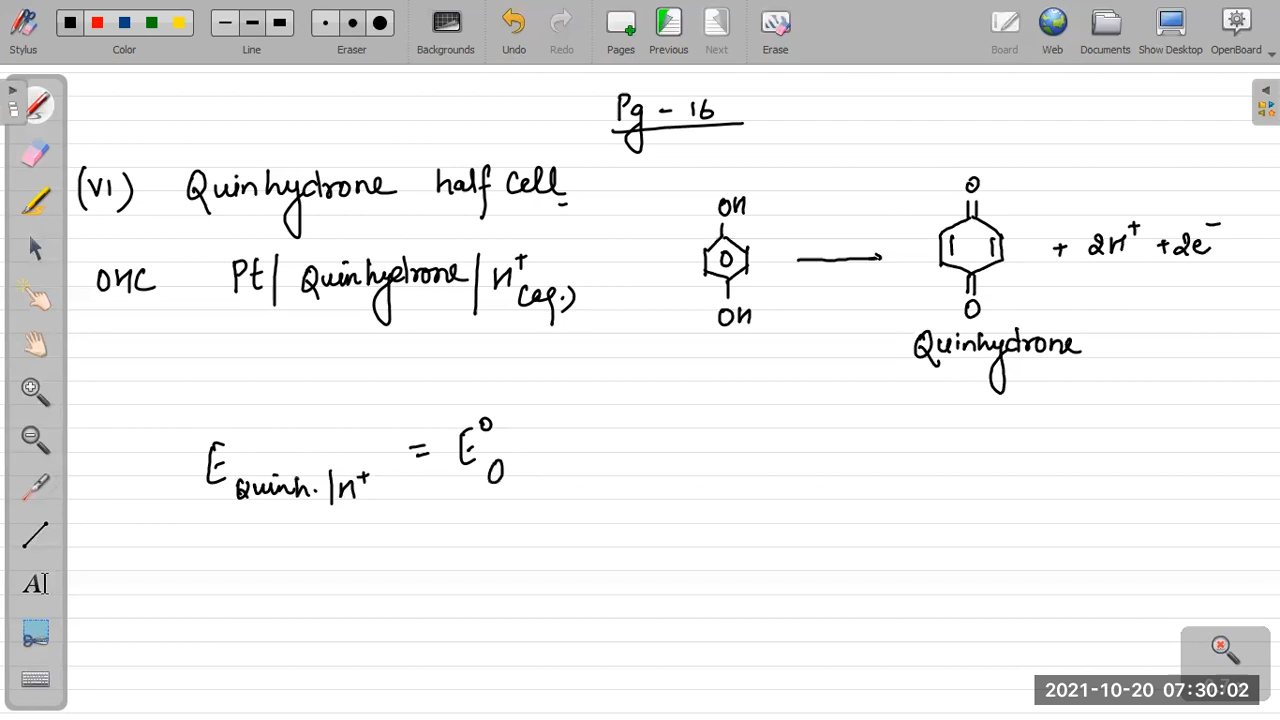 Stylus Color Line Eraser Backgrounds Undo Redo Pages Previous Next Erase Board Web Documents Show Desktop OpenBoard
Pg - 16
(VI) Quinhydrone half cell
OH
O
OHC Pt | Quinhydrone | H+ (aq.)
+ 2H+ + 2e-
OH
O
Quinhydrone
E Quinh. | H+ = E0
2021-10-20 07:30:02